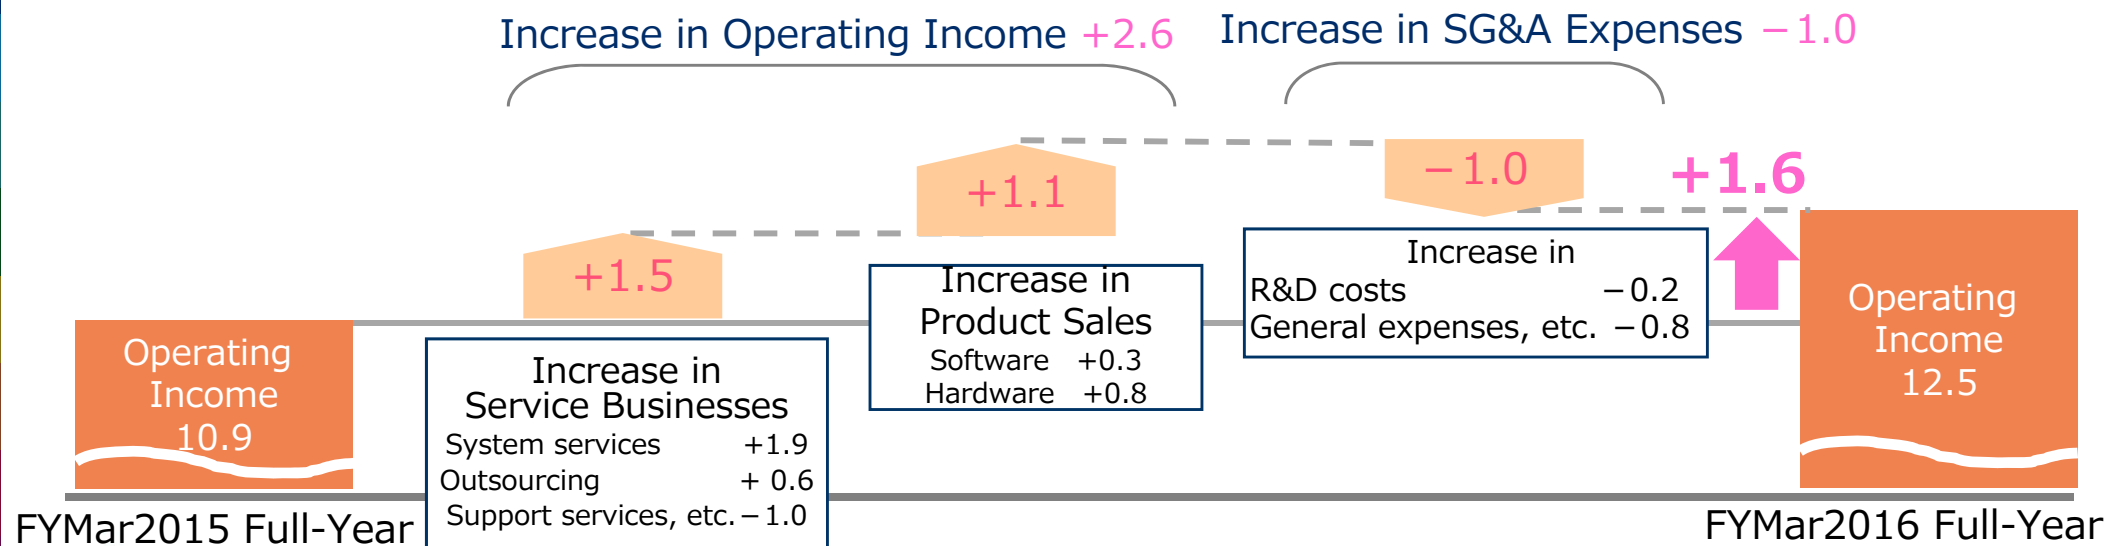 Increase in Operating Income +2.6
Increase in SG&A Expenses −1.0
+1.5
+1.1
−1.0
+1.6
Operating
Income
10.9
Increase in
Service Businesses
System services +1.9
Outsourcing + 0.6
Support services, etc. −1.0
Increase in
Product Sales
Software +0.3
Hardware +0.8
Increase in
R&D costs −0.2
General expenses, etc. −0.8
Operating
Income
12.5
FYMar2015 Full-Year
FYMar2016 Full-Year